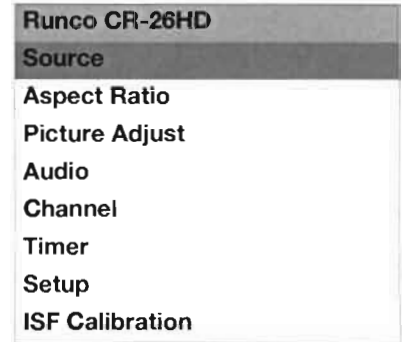 Runco CR-26HD
Source
Aspect Ratio
Picture Adjust
Audio
Channel
Timer
Setup
ISF Calibration